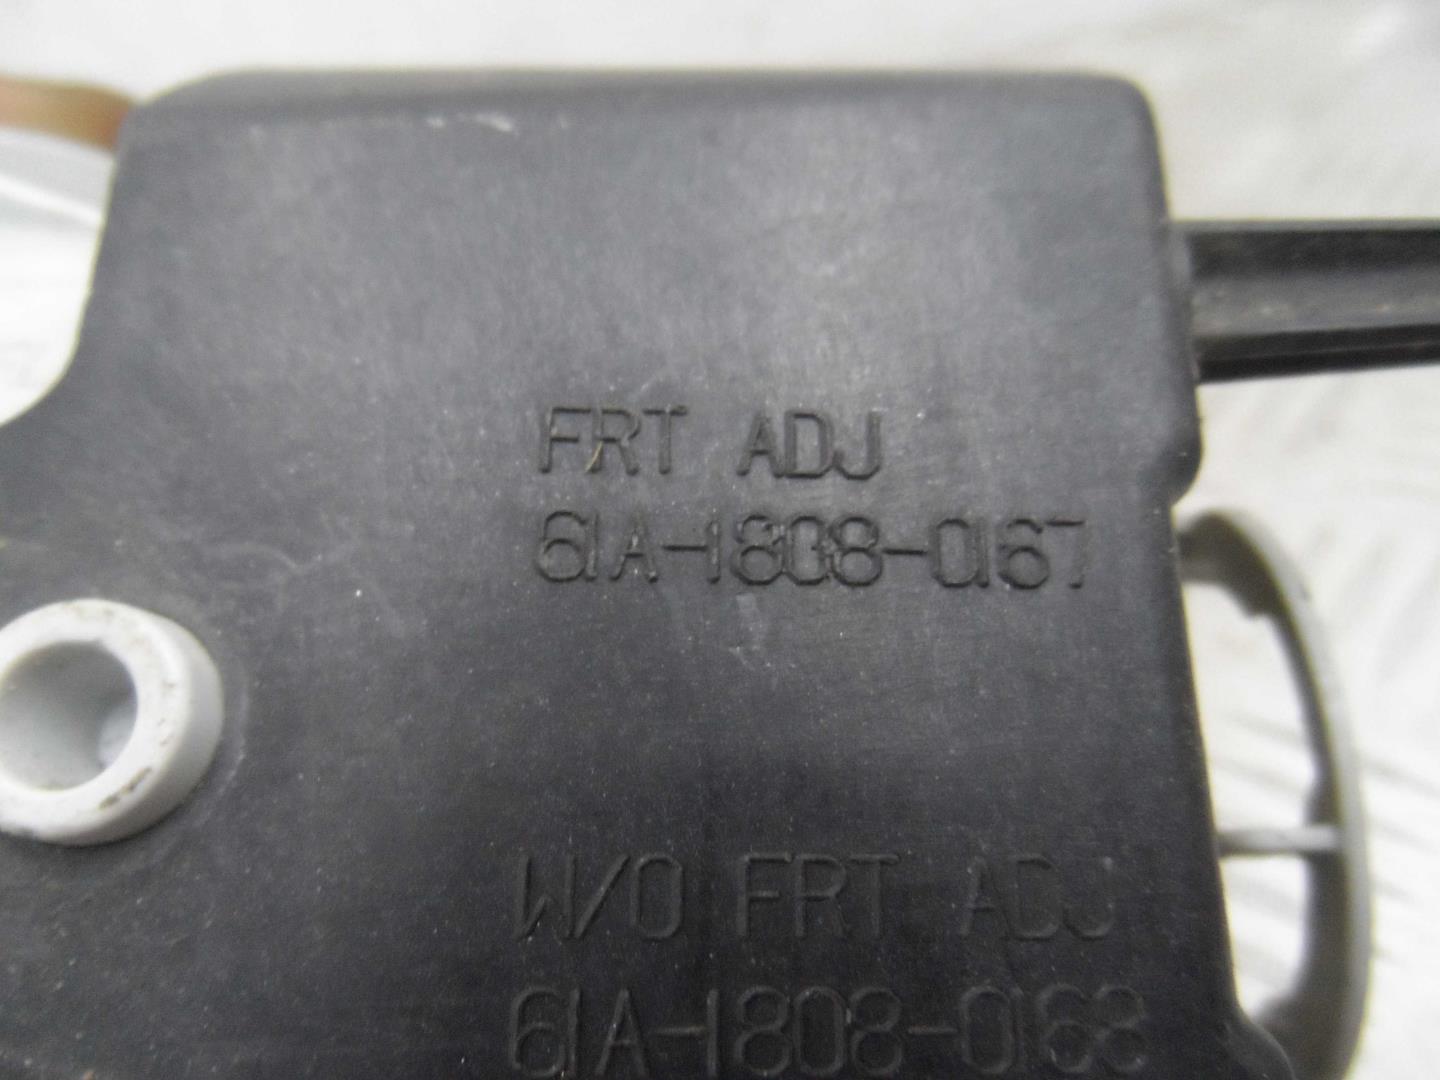 FRT ADJ
61A-1808-0167
W/O FRT ADJ
61A-1808-0168